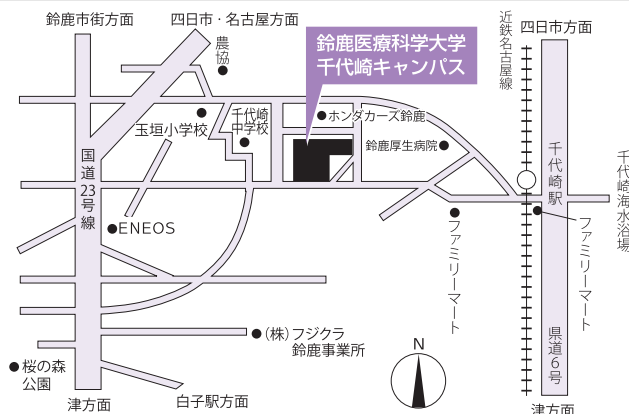 鈴鹿市街方面
四日市・名古屋方面
農協
鈴鹿医療科学大学
千代崎キャンパス
近鉄名古屋線
四日市方面
玉垣小学校
千代崎
中学校
ホンダカーズ鈴鹿
鈴鹿厚生病院
国道23号線
千代崎駅
千代崎海水浴場
ENEOS
ファミリーマート
ファミリーマート
(株)フジクラ
鈴鹿事業所
県道6号
桜の森
公園
N
津方面
白子駅方面
津方面